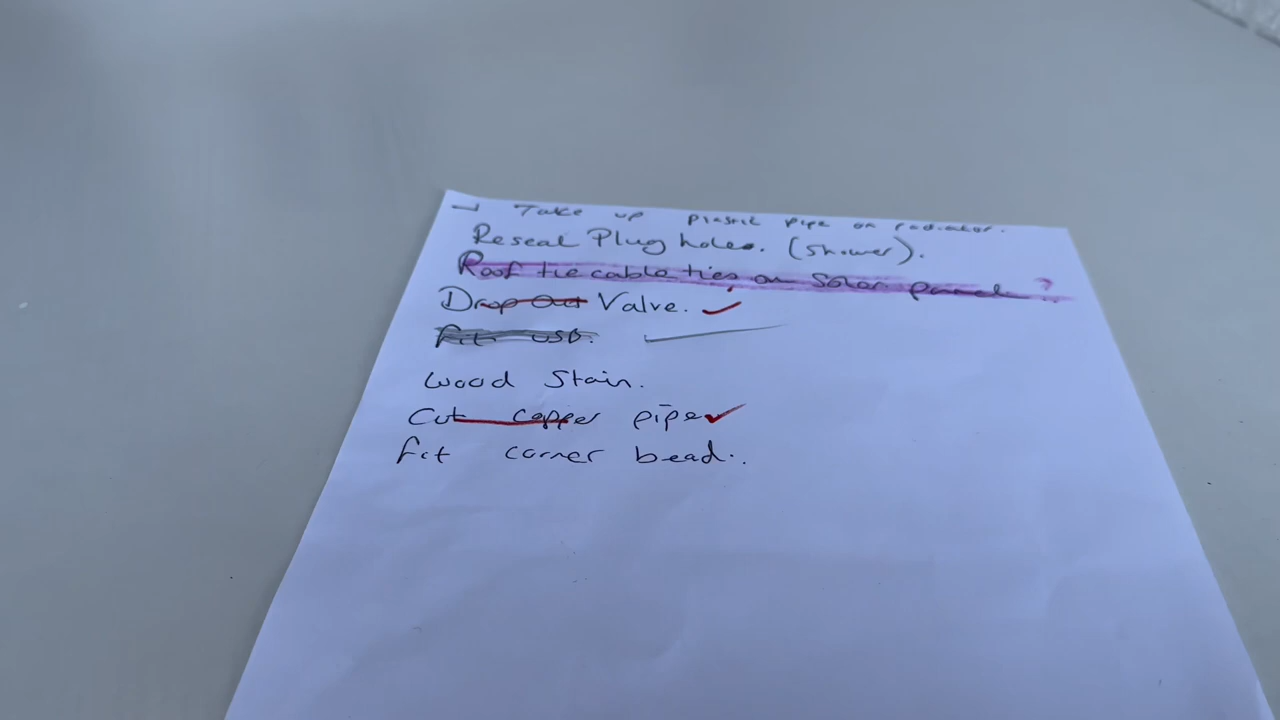 → Take up plastic pipe on radiator.
Reseal Plug holes. (Shower).
Roof tie cable ties on Solar panel ?
Drop Out Valve. ✓
Fit USB. ✓
Wood Stain.
Cut copper pipe ✓
Fit corner bead..